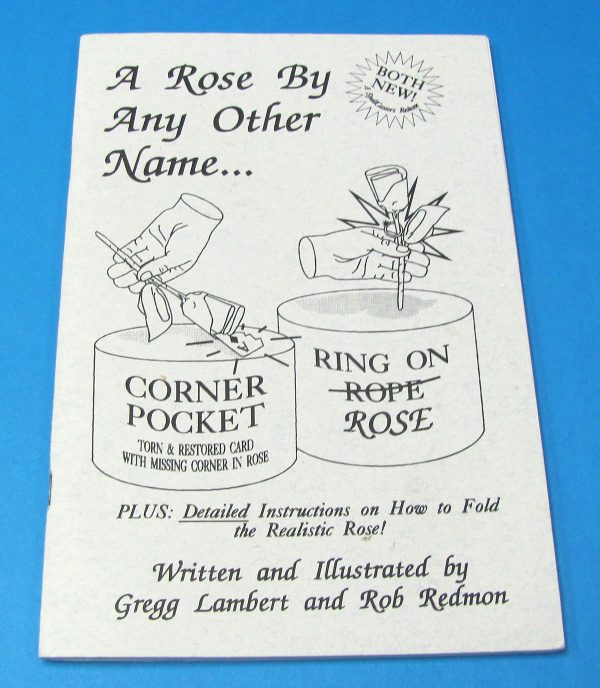 A Rose By
Any Other
Name...
BOTH
NEW!
Release
CORNER
POCKET
TORN & RESTORED CARD
WITH MISSING CORNER IN ROSE
RING ON
ROPE
ROSE
PLUS: Detailed Instructions on How to Fold
the Realistic Rose!
Written and Illustrated by
Gregg Lambert and Rob Redmon